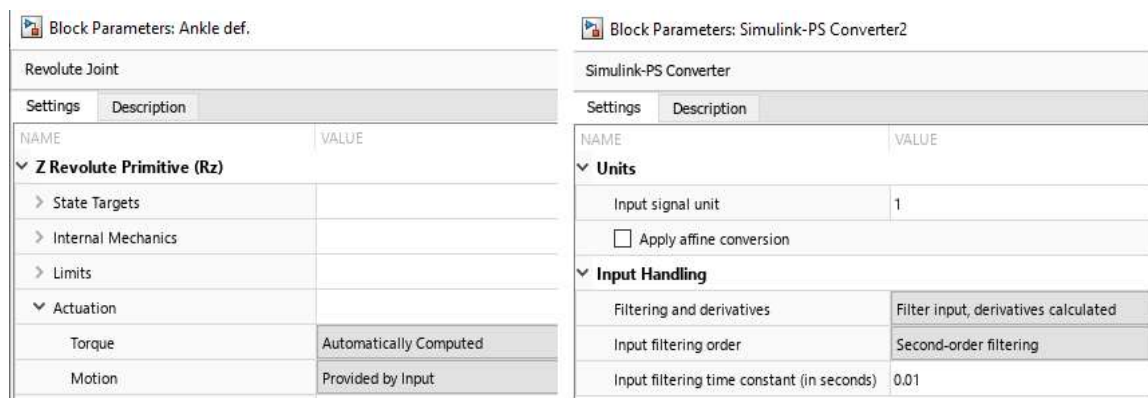 Block Parameters: Ankle def.
Revolute Joint
Settings Description
NAME VALUE
Z Revolute Primitive (Rz)
State Targets
Internal Mechanics
Limits
Actuation
Torque Automatically Computed
Motion Provided by Input
Block Parameters: Simulink-PS Converter2
Simulink-PS Converter
Settings Description
NAME VALUE
Units
Input signal unit 1
Apply affine conversion
Input Handling
Filtering and derivatives Filter input, derivatives calculated
Input filtering order Second-order filtering
Input filtering time constant (in seconds) 0.01